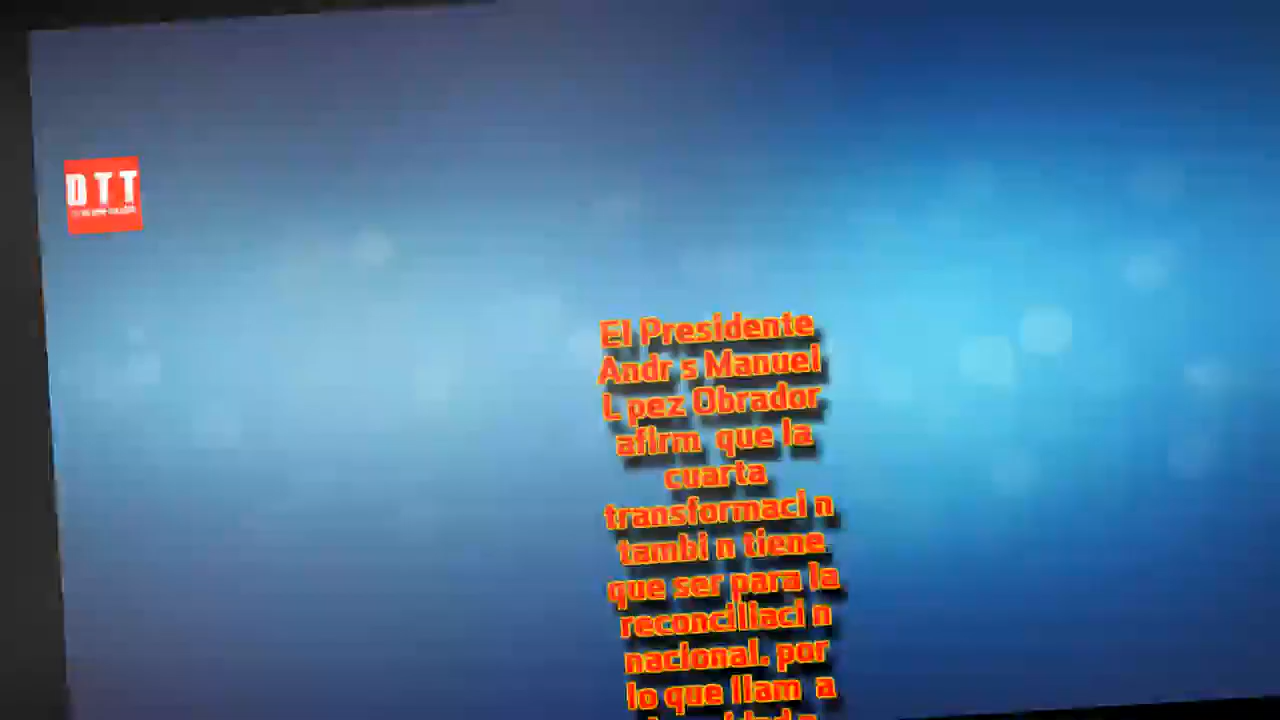 DTT
El Presidente
Andr s Manuel
L pez Obrador
afirm  que la
cuarta
transformaci n
tambi n tiene
que ser para la
reconciliaci n
nacional, por
lo que llam  a